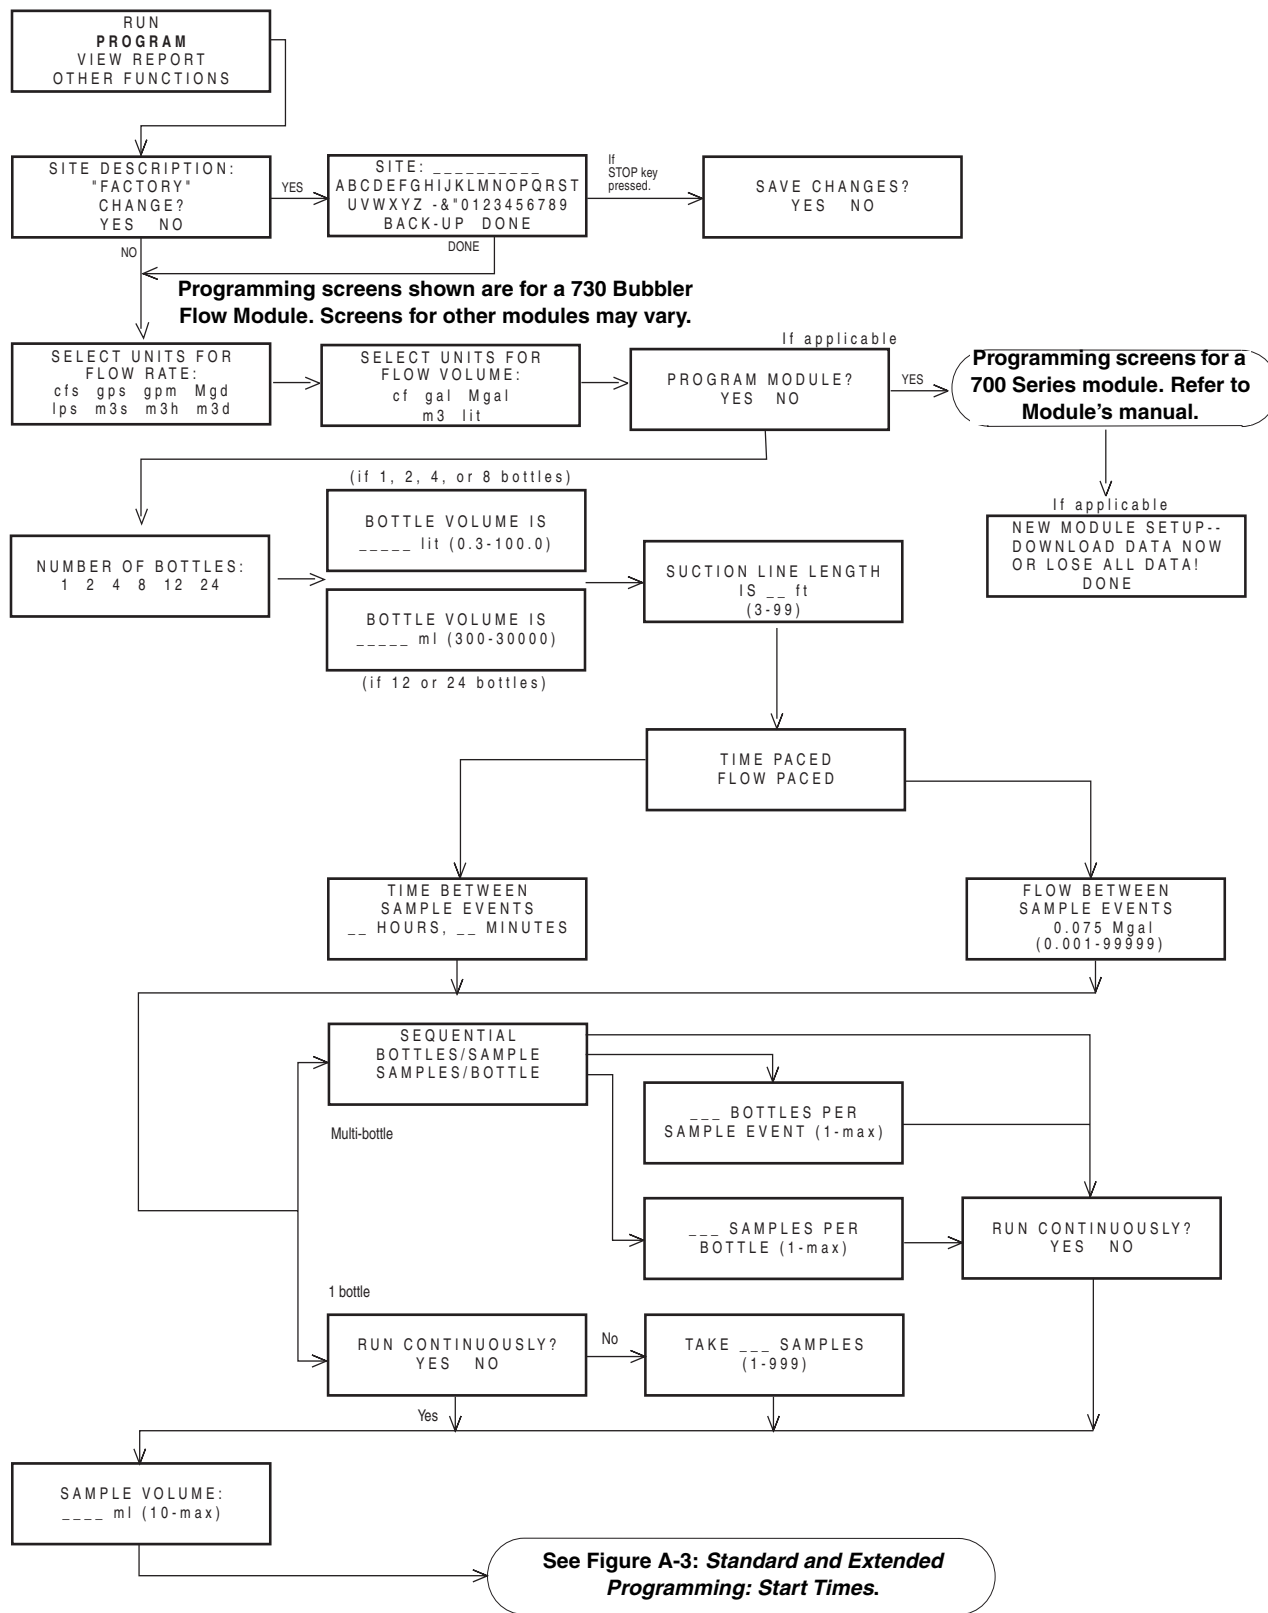 RUN
PROGRAM
VIEW REPORT
OTHER FUNCTIONS
SITE DESCRIPTION:
"FACTORY"
CHANGE?
YES NO
YES
SITE: __________
ABCDEFGHIJKLMNOPQRST
UVWXYZ -&"0123456789
BACK-UP DONE
If
STOP key
pressed.
SAVE CHANGES?
YES NO
NO
DONE
Programming screens shown are for a 730 Bubbler
Flow Module. Screens for other modules may vary.
SELECT UNITS FOR
FLOW RATE:
cfs gps gpm Mgd
lps m3s m3h m3d
SELECT UNITS FOR
FLOW VOLUME:
cf gal Mgal
m3 lit
If applicable
PROGRAM MODULE?
YES NO
YES
Programming screens for a
700 Series module. Refer to
Module's manual.
If applicable
NEW MODULE SETUP--
DOWNLOAD DATA NOW
OR LOSE ALL DATA!
DONE
NUMBER OF BOTTLES:
1 2 4 8 12 24
(if 1, 2, 4, or 8 bottles)
BOTTLE VOLUME IS
_____ lit (0.3-100.0)
BOTTLE VOLUME IS
_____ ml (300-30000)
(if 12 or 24 bottles)
SUCTION LINE LENGTH
IS __ ft
(3-99)
TIME PACED
FLOW PACED
TIME BETWEEN
SAMPLE EVENTS
__ HOURS, __ MINUTES
FLOW BETWEEN
SAMPLE EVENTS
0.075 Mgal
(0.001-99999)
SEQUENTIAL
BOTTLES/SAMPLE
SAMPLES/BOTTLE
Multi-bottle
___ BOTTLES PER
SAMPLE EVENT (1-max)
___ SAMPLES PER
BOTTLE (1-max)
RUN CONTINUOUSLY?
YES NO
1 bottle
RUN CONTINUOUSLY?
YES NO
No
TAKE ___ SAMPLES
(1-999)
Yes
SAMPLE VOLUME:
____ ml (10-max)
See Figure A-3: Standard and Extended
Programming: Start Times.